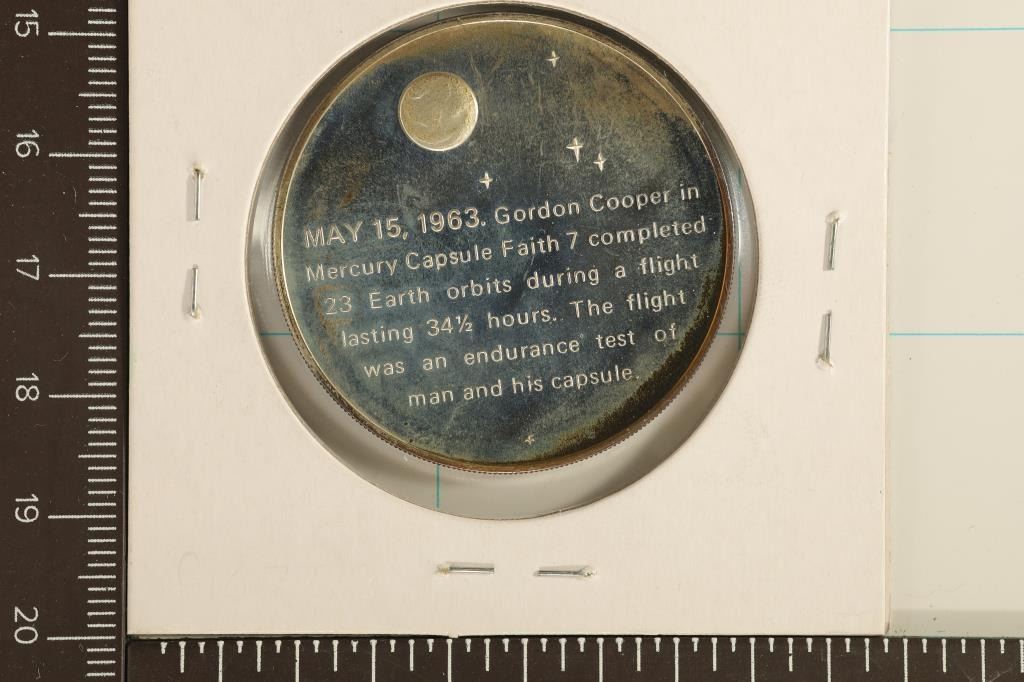 15
16
17
18
19
20
MAY 15, 1963. Gordon Cooper in
Mercury Capsule Faith 7 completed
23 Earth orbits during a flight
lasting 34½ hours. The flight
was an endurance test of
man and his capsule.